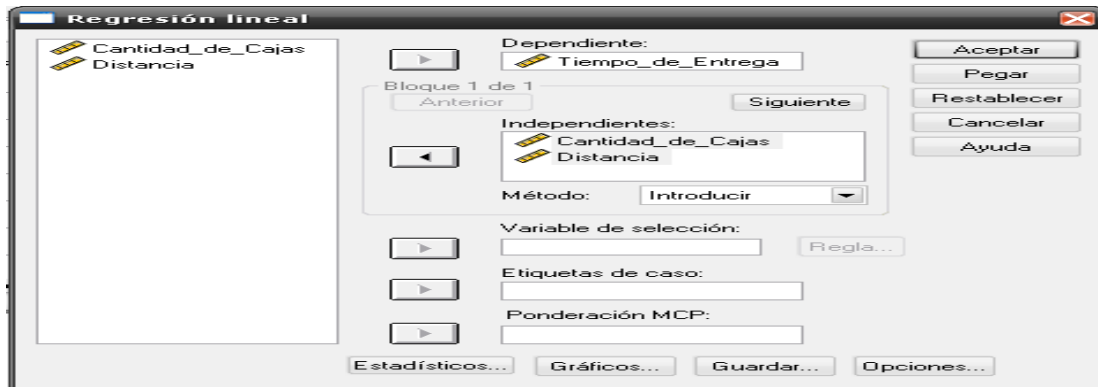 Regresión lineal
Cantidad_de_Cajas
Distancia
Dependiente:
Tiempo_de_Entrega
Bloque 1 de 1
Anterior
Siguiente
Independientes:
Cantidad_de_Cajas
Distancia
Método:
Introducir
Variable de selección:
Regla...
Etiquetas de caso:
Ponderación MCP:
Estadísticos...
Gráficos...
Guardar...
Opciones...
Aceptar
Pegar
Restablecer
Cancelar
Ayuda